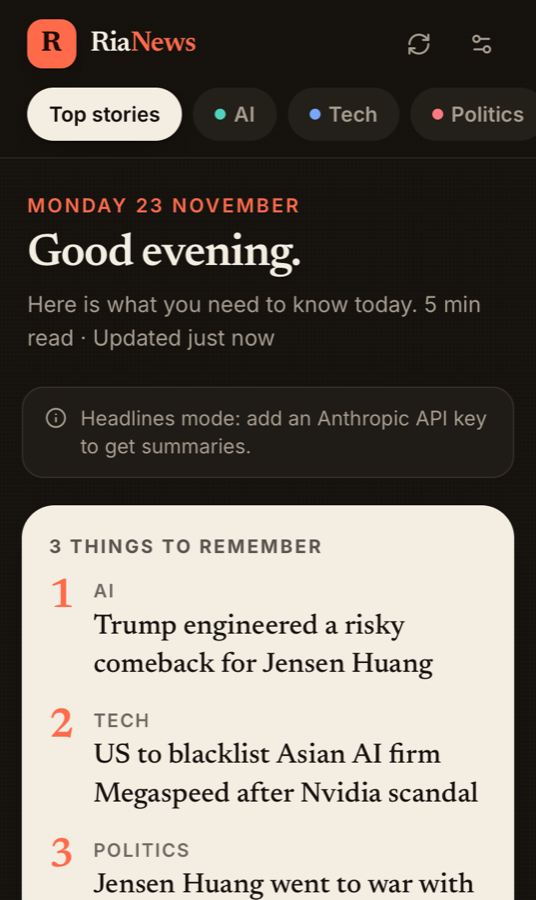 R RiaNews
Top stories AI Tech Politics
MONDAY 23 NOVEMBER
Good evening.
Here is what you need to know today. 5 min
read · Updated just now
Headlines mode: add an Anthropic API key
to get summaries.
3 THINGS TO REMEMBER
1 AI
Trump engineered a risky
comeback for Jensen Huang
2 TECH
US to blacklist Asian AI firm
Megaspeed after Nvidia scandal
3 POLITICS
Jensen Huang went to war with